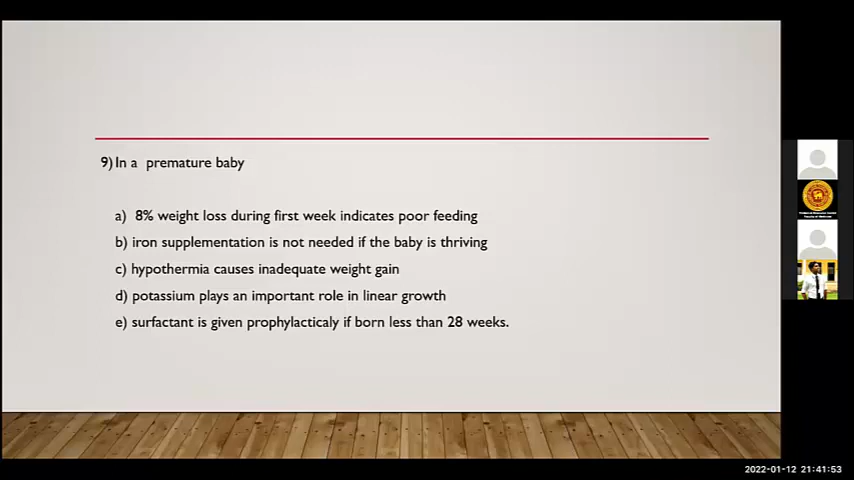 9) In a premature baby
a) 8% weight loss during first week indicates poor feeding
b) iron supplementation is not needed if the baby is thriving
c) hypothermia causes inadequate weight gain
d) potassium plays an important role in linear growth
e) surfactant is given prophylacticaly if born less than 28 weeks.
2022-01-12 21:41:53